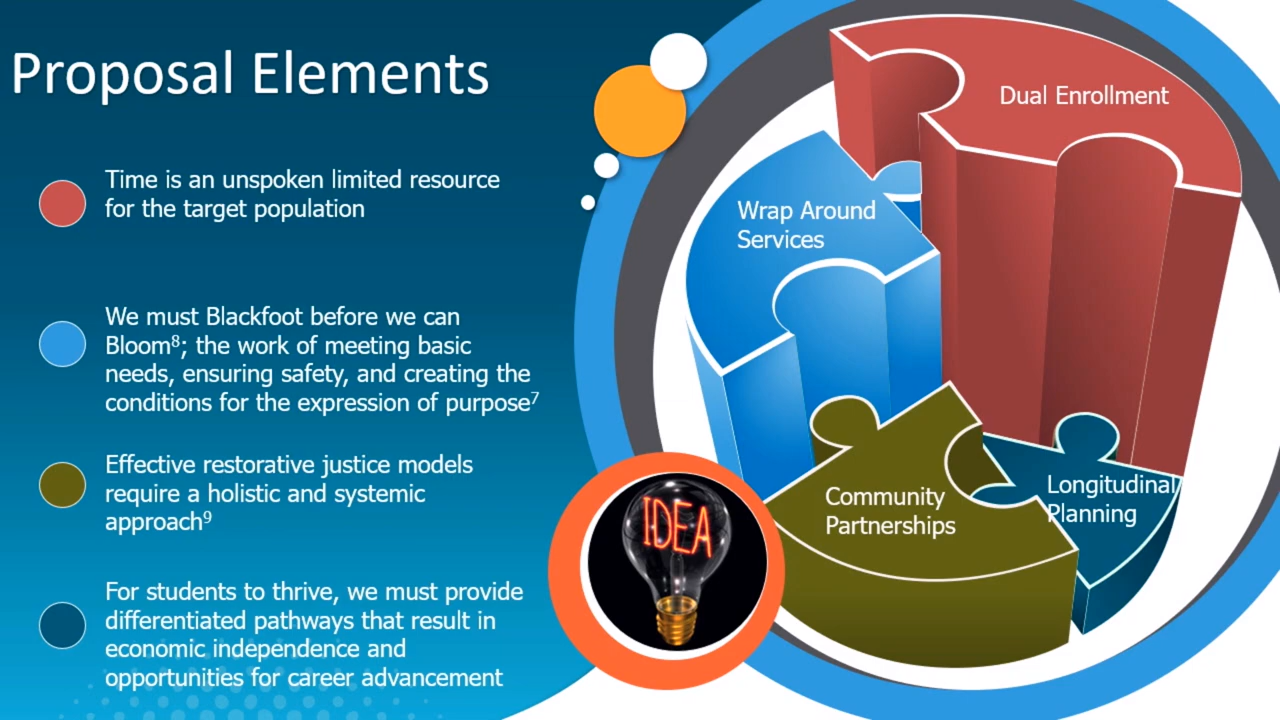 Proposal Elements
Time is an unspoken limited resource
for the target population
We must Blackfoot before we can
Bloom⁸; the work of meeting basic
needs, ensuring safety, and creating the
conditions for the expression of purpose⁷
Effective restorative justice models
require a holistic and systemic
approach⁹
For students to thrive, we must provide
differentiated pathways that result in
economic independence and
opportunities for career advancement
Dual Enrollment
Wrap Around
Services
Community
Partnerships
Longitudinal
Planning
IDEA